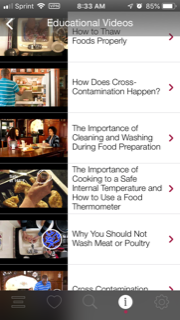 Sprint 8:33 AM 85%
Educational Videos
How to Thaw
Foods Properly
How Does Cross-
Contamination Happen?
The Importance of
Cleaning and Washing
During Food Preparation
The Importance of
Cooking to a Safe
Internal Temperature and
How to Use a Food
Thermometer
Why You Should Not
Wash Meat or Poultry
Cross Contamination